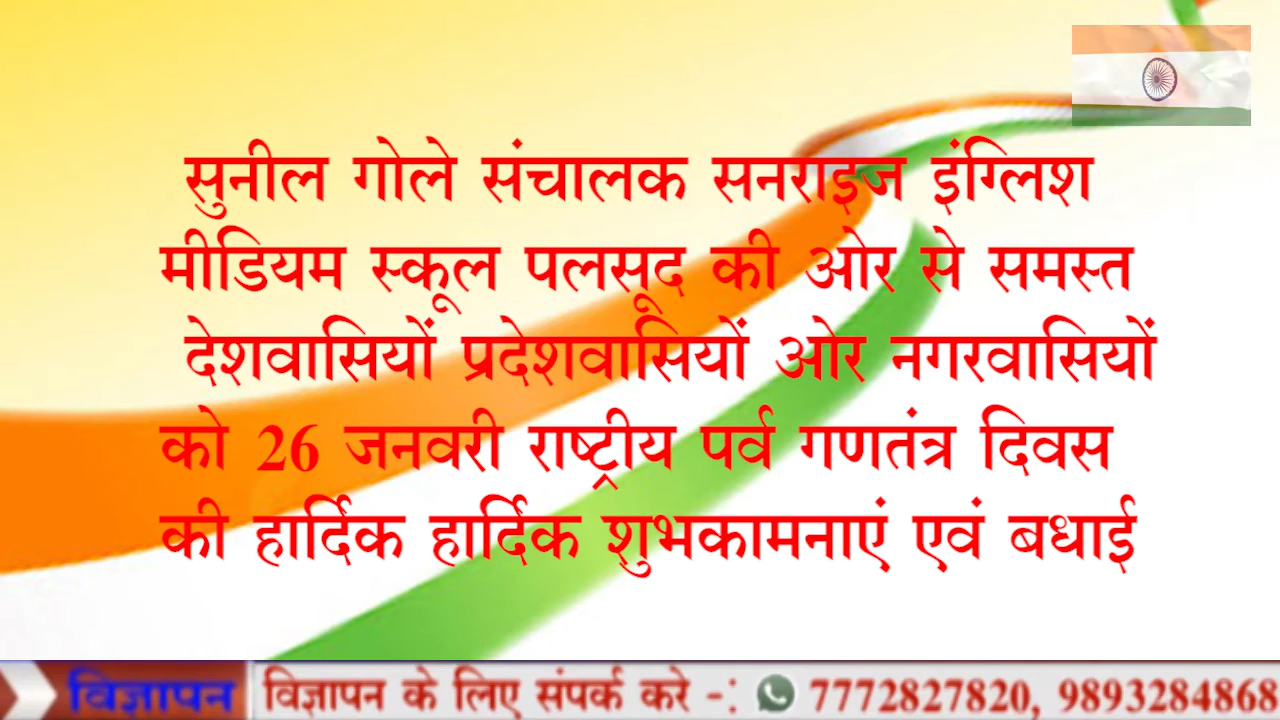 सुनील गोले संचालक सनराइज इंग्लिश
मीडियम स्कूल पलसूद की ओर से समस्त
देशवासियों प्रदेशवासियों ओर नगरवासियों
को 26 जनवरी राष्ट्रीय पर्व गणतंत्र दिवस
की हार्दिक हार्दिक शुभकामनाएं एवं बधाई
विज्ञापन विज्ञापन के लिए संपर्क करे -: 7772827820, 9893284868